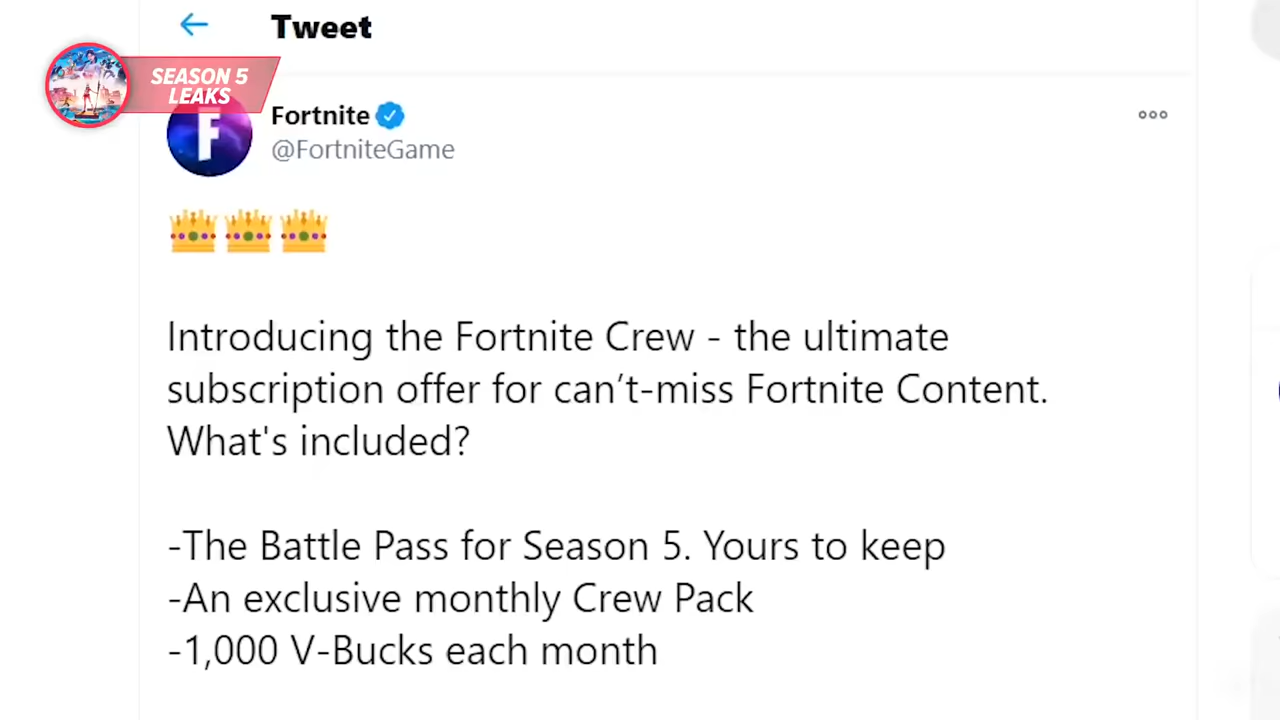 Tweet
SEASON 5
LEAKS
F
Fortnite
@FortniteGame
👑👑👑
Introducing the Fortnite Crew - the ultimate
subscription offer for can’t-miss Fortnite Content.
What's included?
-The Battle Pass for Season 5. Yours to keep
-An exclusive monthly Crew Pack
-1,000 V-Bucks each month